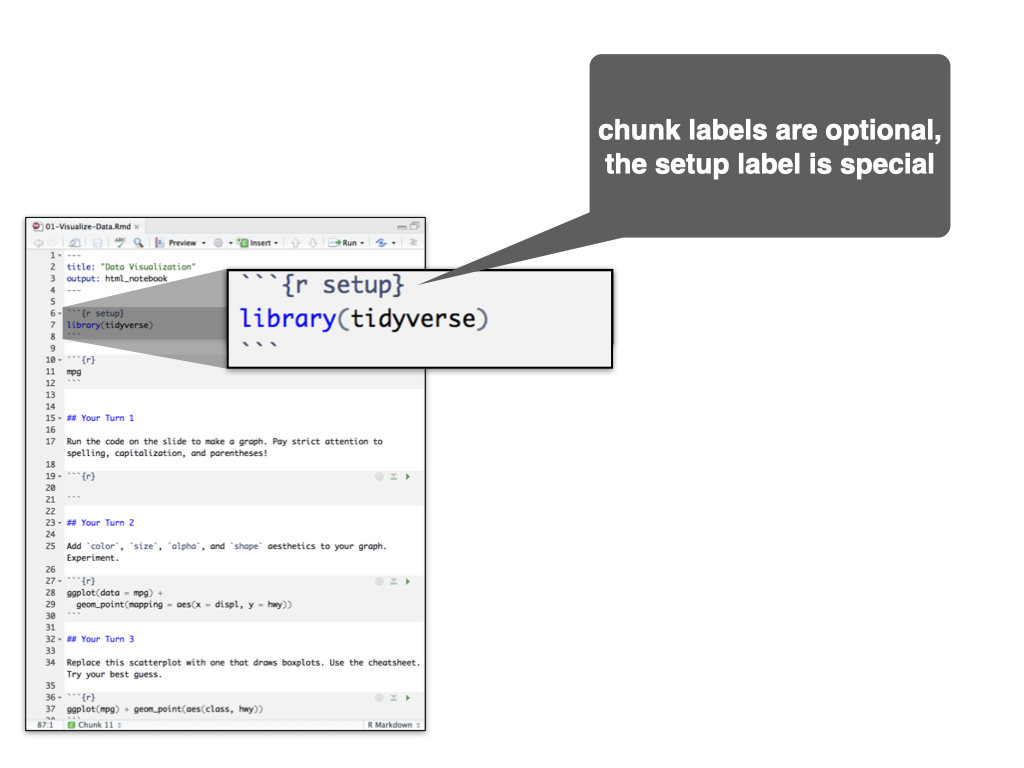 chunk labels are optional,
the setup label is special
01-Visualize-Data.Rmd ×
ABC Preview Insert Run
1 ---
2 title: "Data Visualization"
3 output: html_notebook
4 ---
5
6 ```{r setup}
7 library(tidyverse)
8 ```
9
10 ```{r}
11 mpg
12 ```
13
14
15 ## Your Turn 1
16
17 Run the code on the slide to make a graph. Pay strict attention to
spelling, capitalization, and parentheses!
18
19 ```{r}
20
21 ```
22
23 ## Your Turn 2
24
25 Add `color`, `size`, `alpha`, and `shape` aesthetics to your graph.
Experiment.
26
27 ```{r}
28 ggplot(data = mpg) +
29 geom_point(mapping = aes(x = displ, y = hwy))
30 ```
31
32 ## Your Turn 3
33
34 Replace this scatterplot with one that draws boxplots. Use the cheatsheet.
Try your best guess.
35
36 ```{r}
37 ggplot(mpg) + geom_point(aes(class, hwy))
38 ```
87:1 C Chunk 11 R Markdown
```{r setup}
library(tidyverse)
```